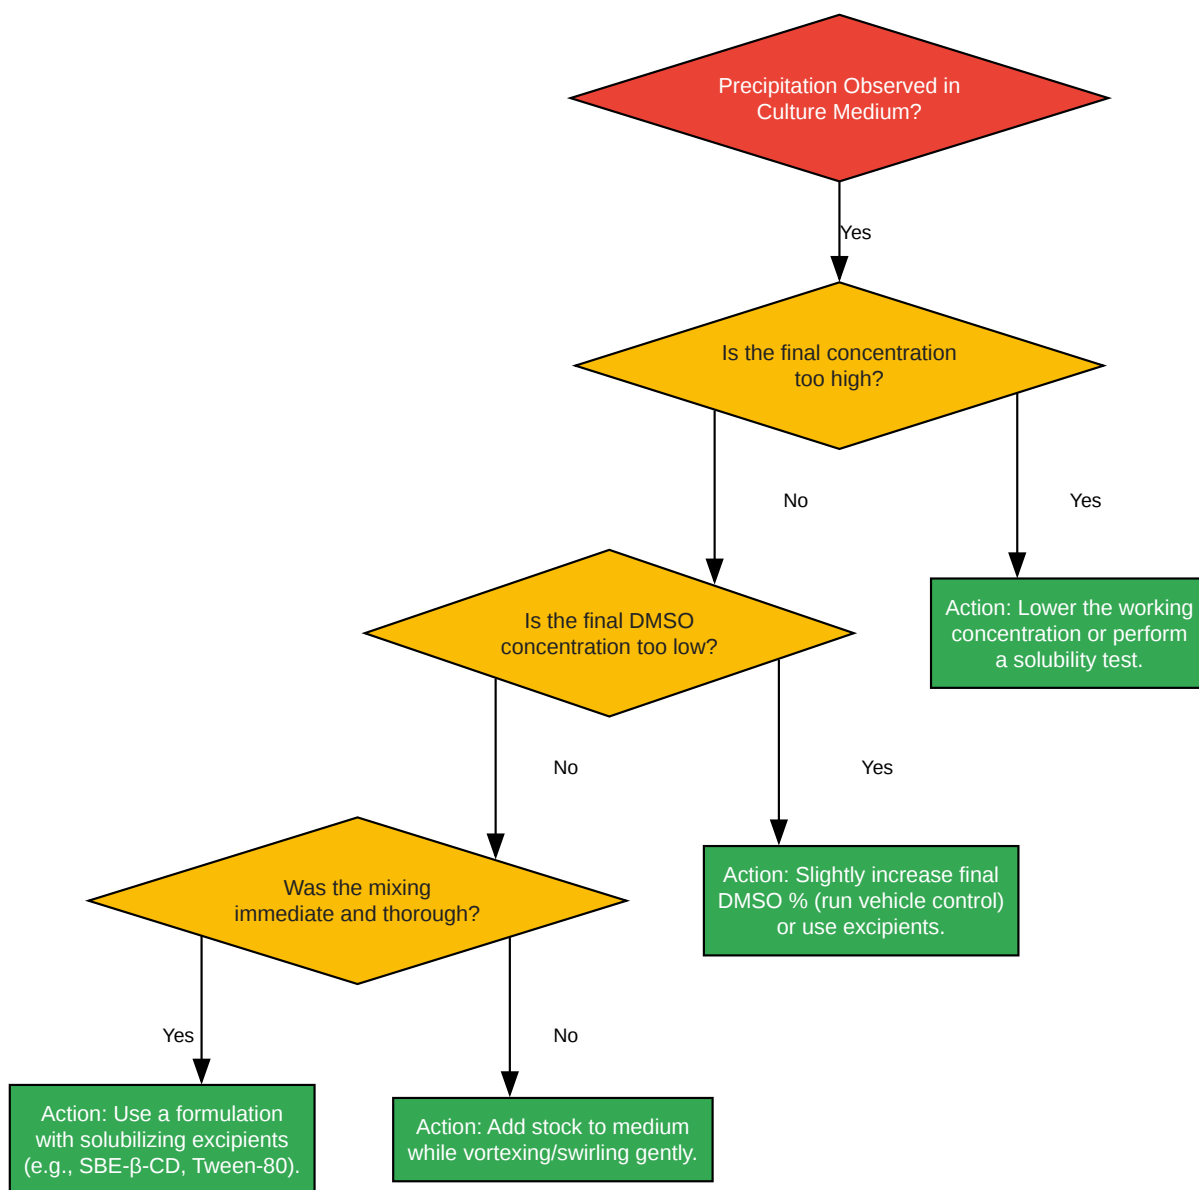 Precipitation Observed in
Culture Medium?
Yes
Is the final concentration
too high?
No
Yes
Is the final DMSO
concentration too low?
Action: Lower the working
concentration or perform
a solubility test.
No
Yes
Was the mixing
immediate and thorough?
Action: Slightly increase final
DMSO % (run vehicle control)
or use excipients.
Yes
No
Action: Use a formulation
with solubilizing excipients
(e.g., SBE-β-CD, Tween-80).
Action: Add stock to medium
while vortexing/swirling gently.